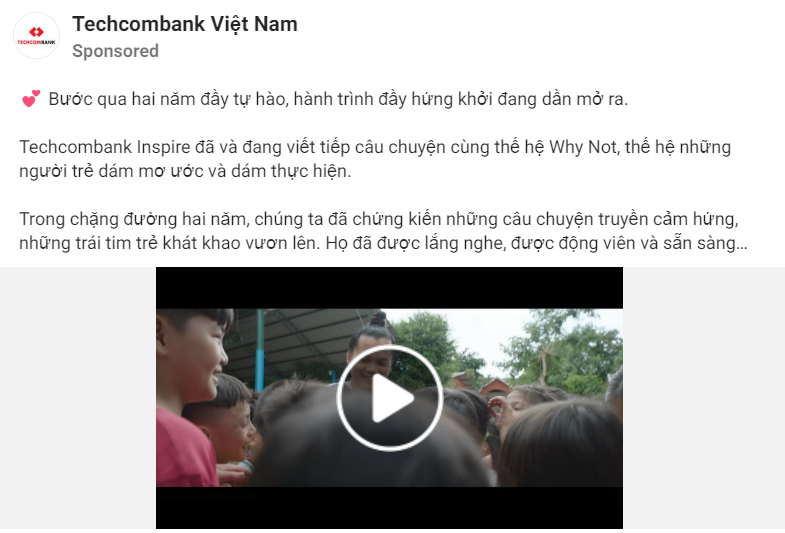 Techcombank Việt Nam
TECHCOMBANK
Sponsored
💕 Bước qua hai năm đầy tự hào, hành trình đầy hứng khởi đang dần mở ra.
Techcombank Inspire đã và đang viết tiếp câu chuyện cùng thế hệ Why Not, thế hệ những
người trẻ dám mơ ước và dám thực hiện.
Trong chặng đường hai năm, chúng ta đã chứng kiến những câu chuyện truyền cảm hứng,
những trái tim trẻ khát khao vươn lên. Họ đã được lắng nghe, được động viên và sẵn sàng...